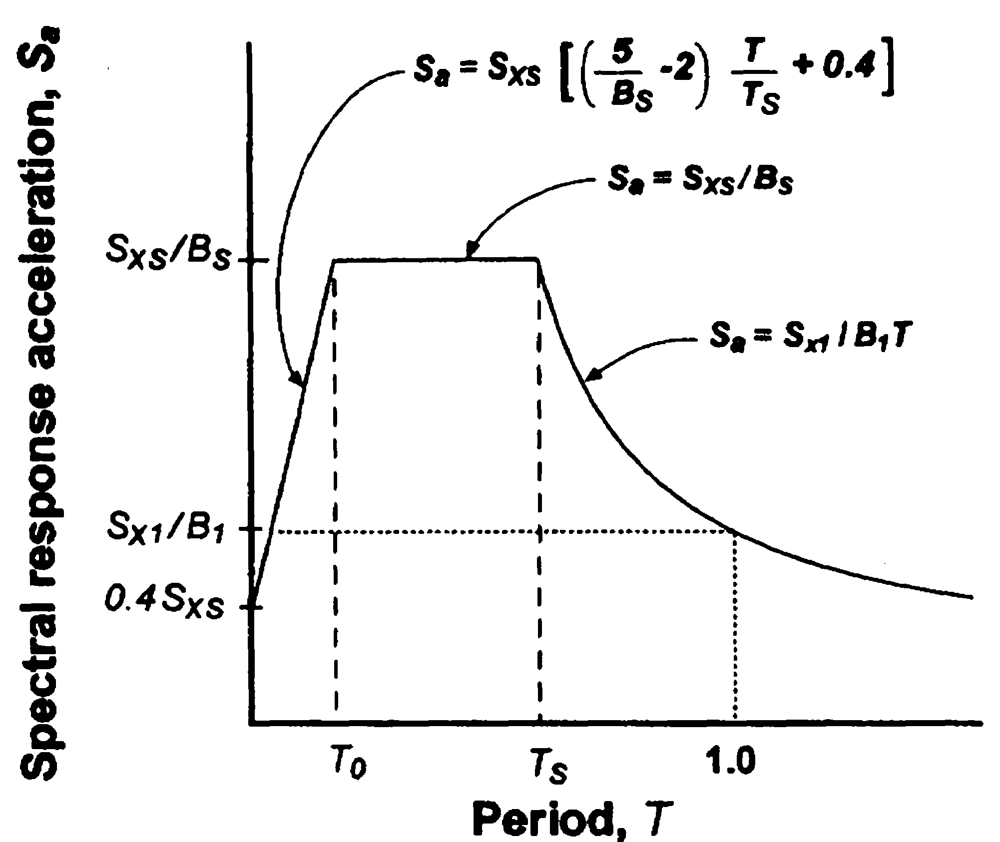 Spectral response acceleration, Sa
Sa = SXS [(5/BS -2) T/TS + 0.4]
Sa = SXS/BS
SXS/BS
Sa = Sx1/B1T
SX1/B1
0.4SXS
T0 TS 1.0
Period, T